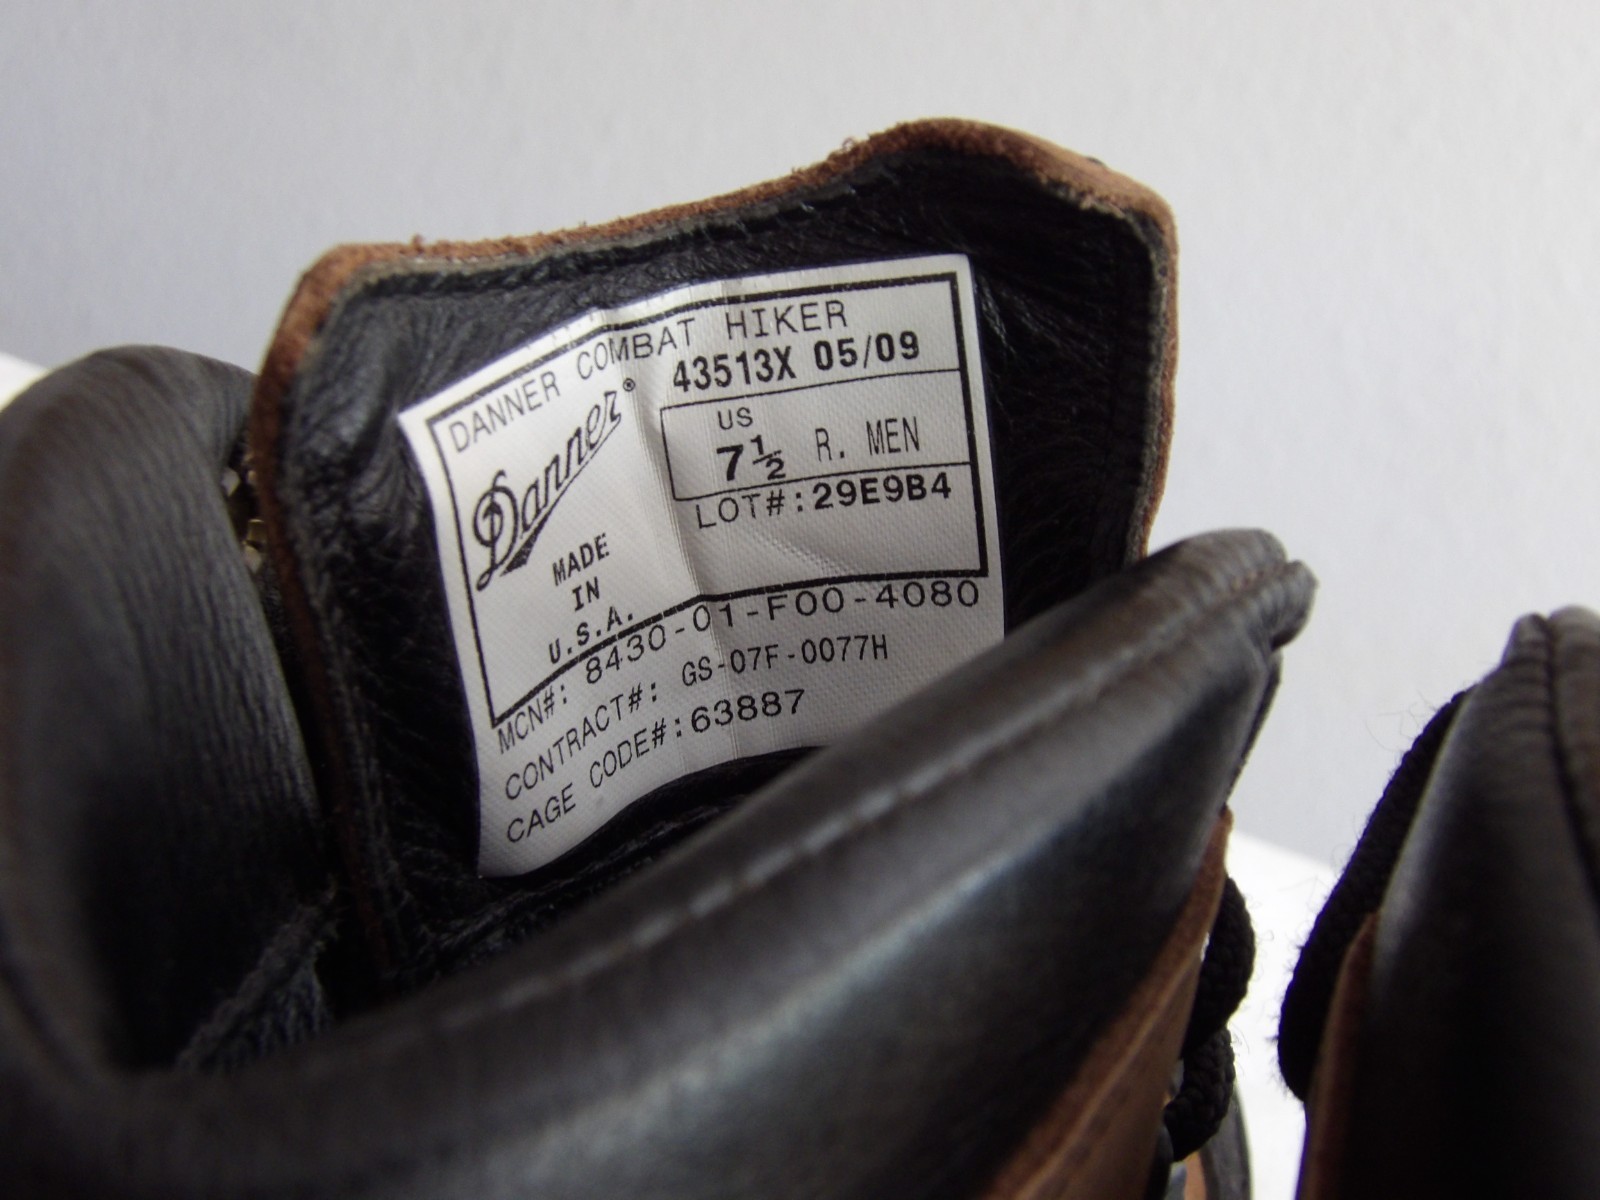 DANNER COMBAT HIKER
43513X 05/09
Danner®
US
7½ R. MEN
LOT#: 29E9B4
MADE
IN
U.S.A.
MCN#: 8430-01-F00-4080
CONTRACT#: GS-07F-0077H
CAGE CODE#: 63887